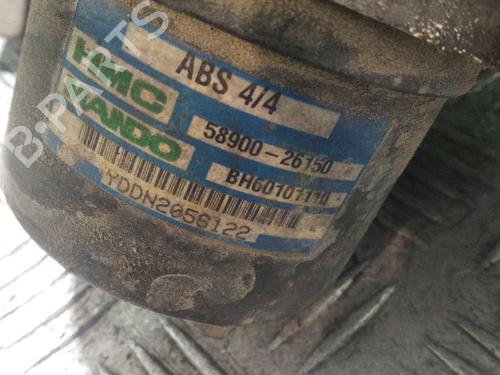 B-PARTS
ABS 4/4
HMC
MANDO
58900-26150
BH60101110
YDDN2056122